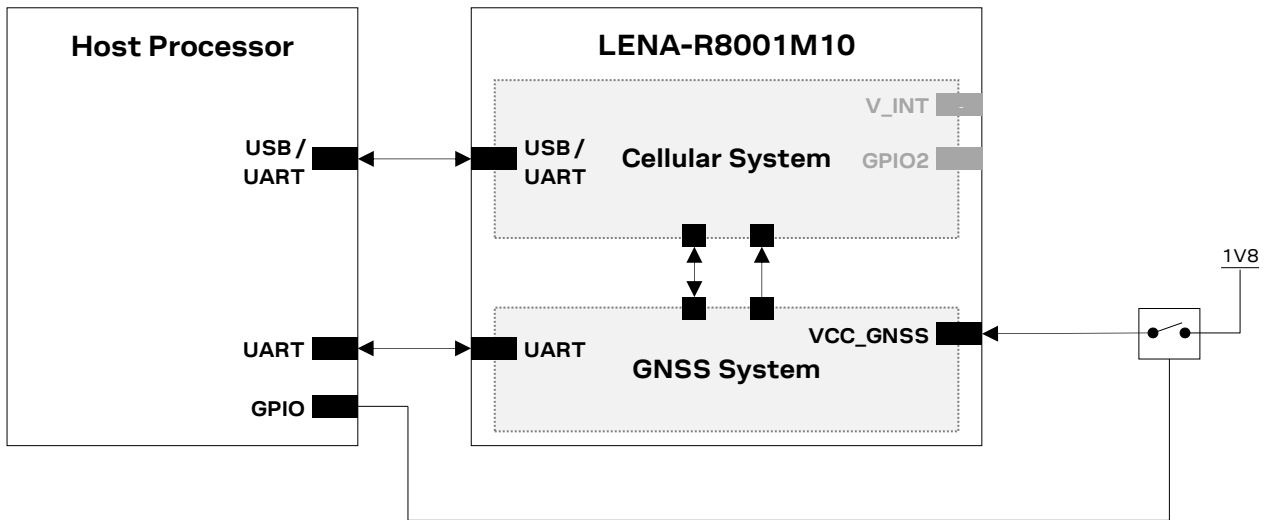 Host Processor
LENA-R8001M10
V_INT
USB /
UART
USB /
UART
Cellular System
GPIO2
1V8
VCC_GNSS
UART
UART
GNSS System
GPIO